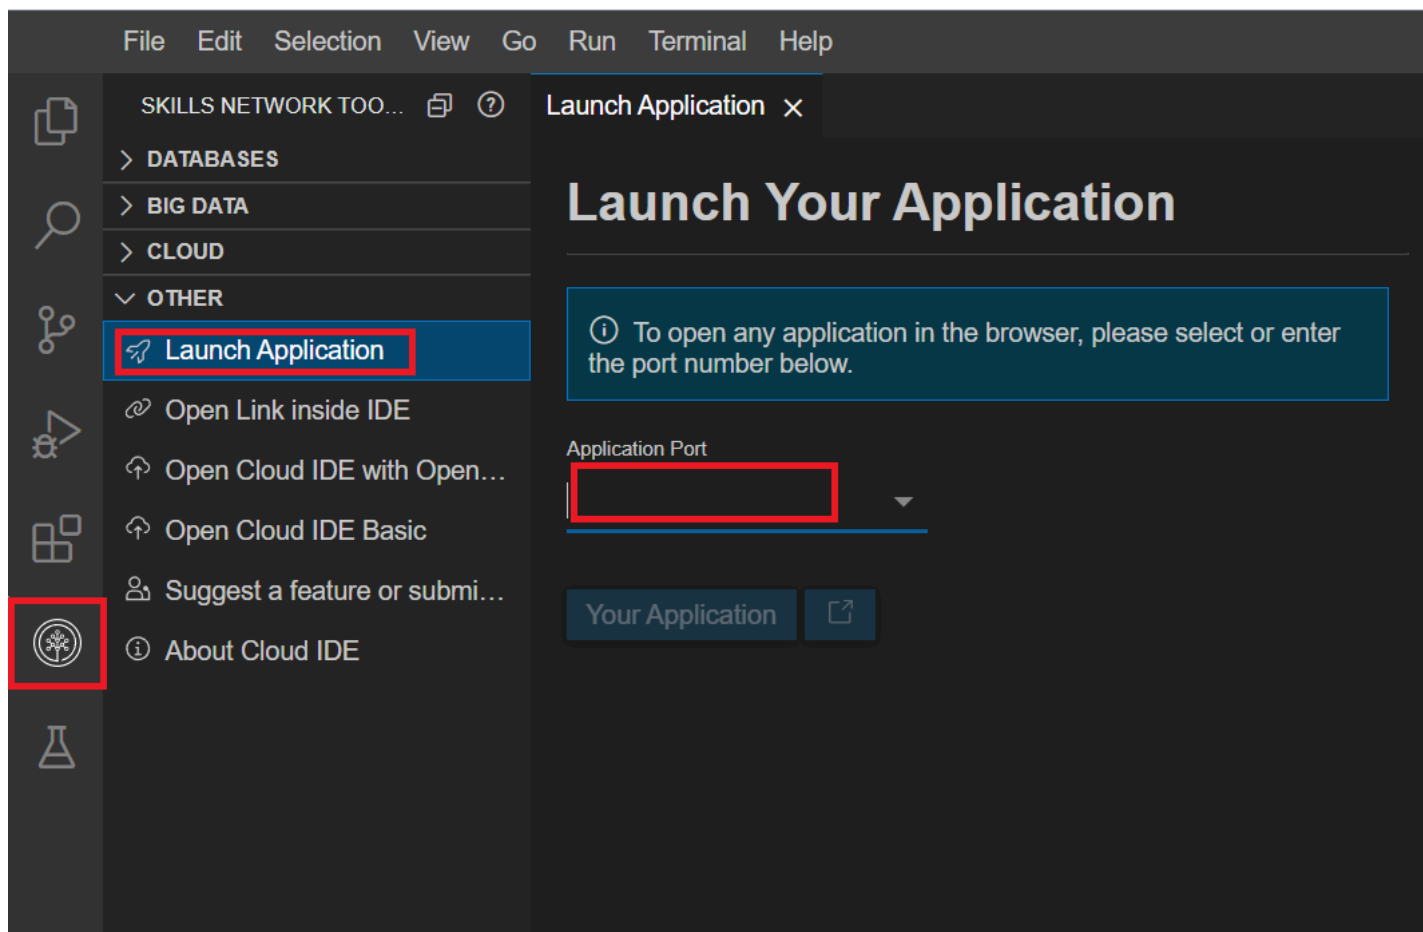 File Edit Selection View Go Run Terminal Help
SKILLS NETWORK TOO...
Launch Application
DATABASES
BIG DATA
CLOUD
OTHER
Launch Application
Open Link inside IDE
Open Cloud IDE with Open...
Open Cloud IDE Basic
Suggest a feature or submi...
About Cloud IDE
Launch Your Application
To open any application in the browser, please select or enter
the port number below.
Application Port
Your Application